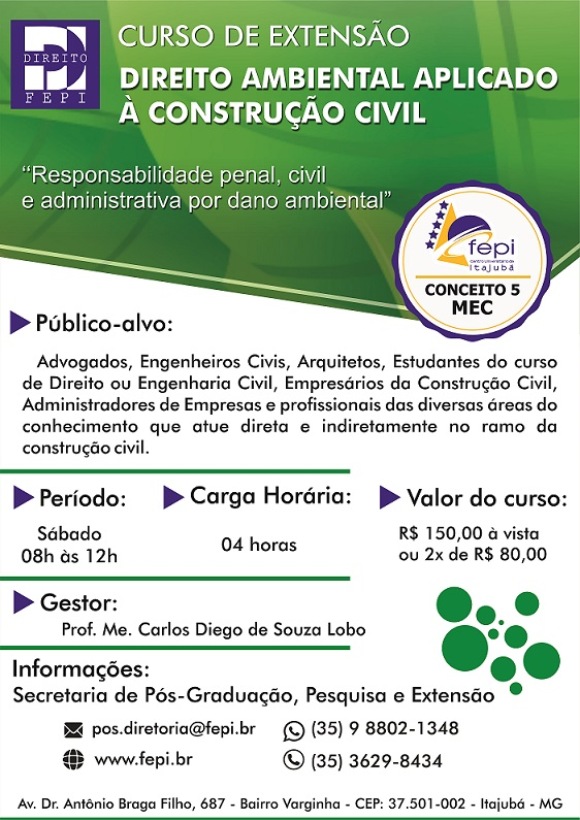 DIREITO
FEPI
CURSO DE EXTENSÃO
DIREITO AMBIENTAL APLICADO
À CONSTRUÇÃO CIVIL
“Responsabilidade penal, civil
e administrativa por dano ambiental”
fepi
centro universitário de
Itajubá
CONCEITO 5
MEC
Público-alvo:
Advogados, Engenheiros Civis, Arquitetos, Estudantes do curso
de Direito ou Engenharia Civil, Empresários da Construção Civil,
Administradores de Empresas e profissionais das diversas áreas do
conhecimento que atue direta e indiretamente no ramo da
construção civil.
Período:
Sábado
08h às 12h
Carga Horária:
04 horas
Valor do curso:
R$ 150,00 à vista
ou 2x de R$ 80,00
Gestor:
Prof. Me. Carlos Diego de Souza Lobo
Informações:
Secretaria de Pós-Graduação, Pesquisa e Extensão
pos.diretoria@fepi.br
(35) 9 8802-1348
www.fepi.br
(35) 3629-8434
Av. Dr. Antônio Braga Filho, 687 - Bairro Varginha - CEP: 37.501-002 - Itajubá - MG